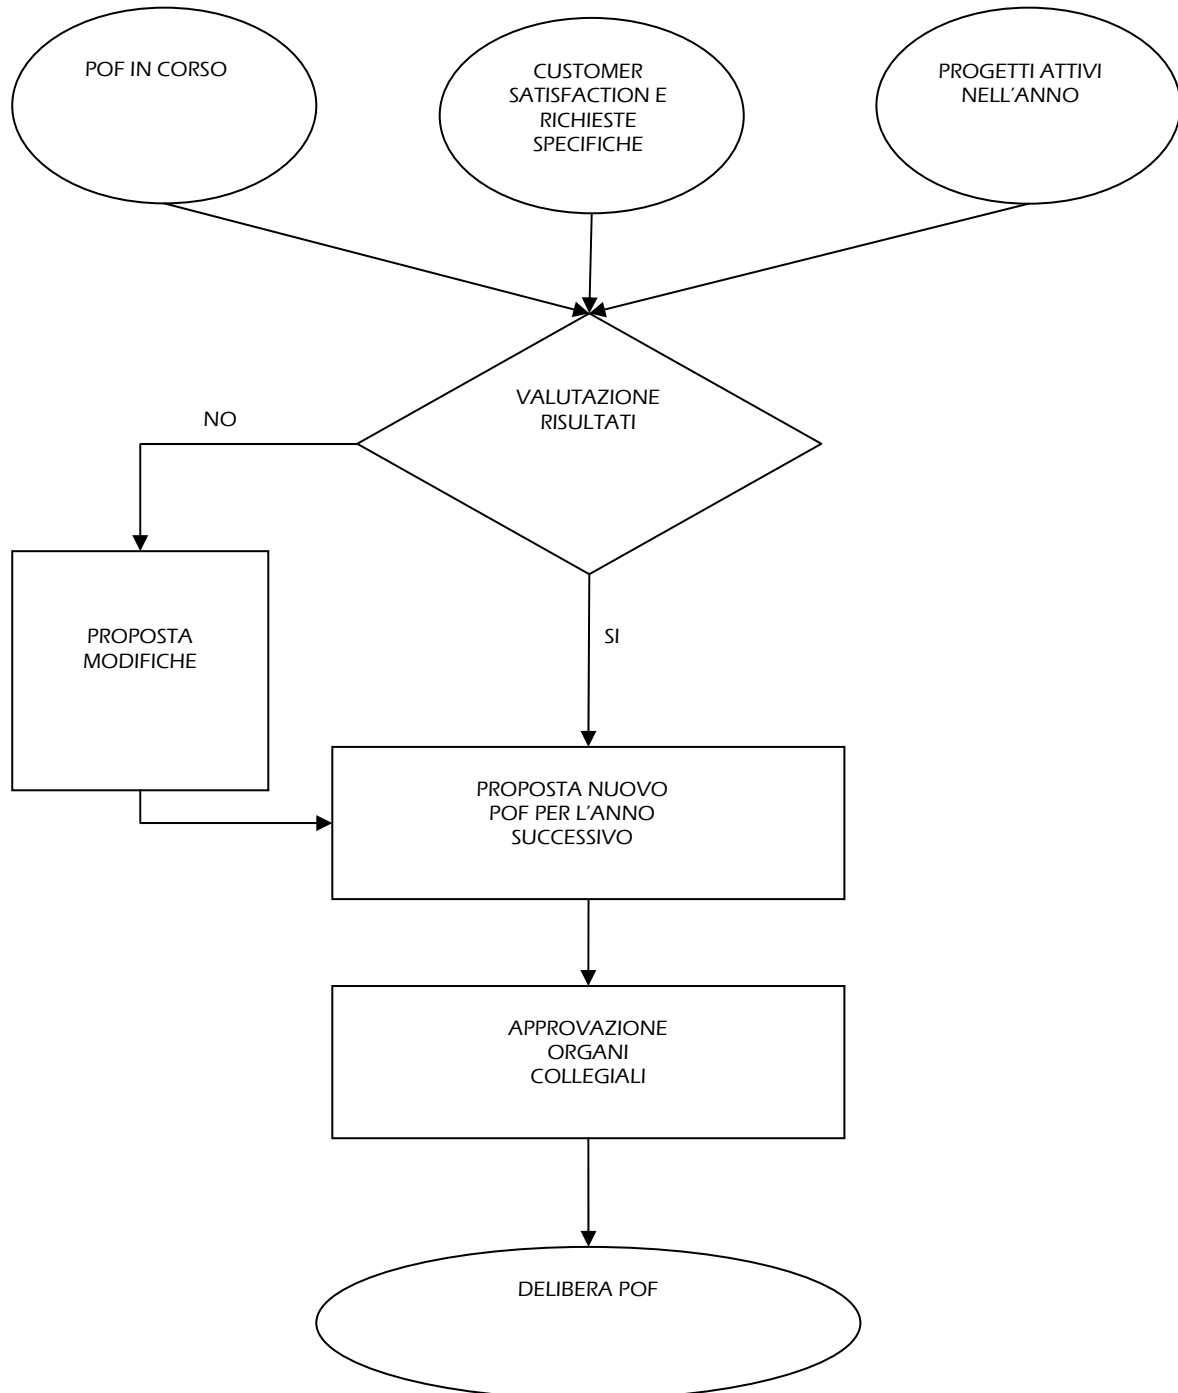 POF IN CORSO
CUSTOMER
SATISFACTION E
RICHIESTE
SPECIFICHE
PROGETTI ATTIVI
NELL'ANNO
VALUTAZIONE
RISULTATI
NO
SI
PROPOSTA
MODIFICHE
PROPOSTA NUOVO
POF PER L'ANNO
SUCCESSIVO
APPROVAZIONE
ORGANI
COLLEGIALI
DELIBERA POF